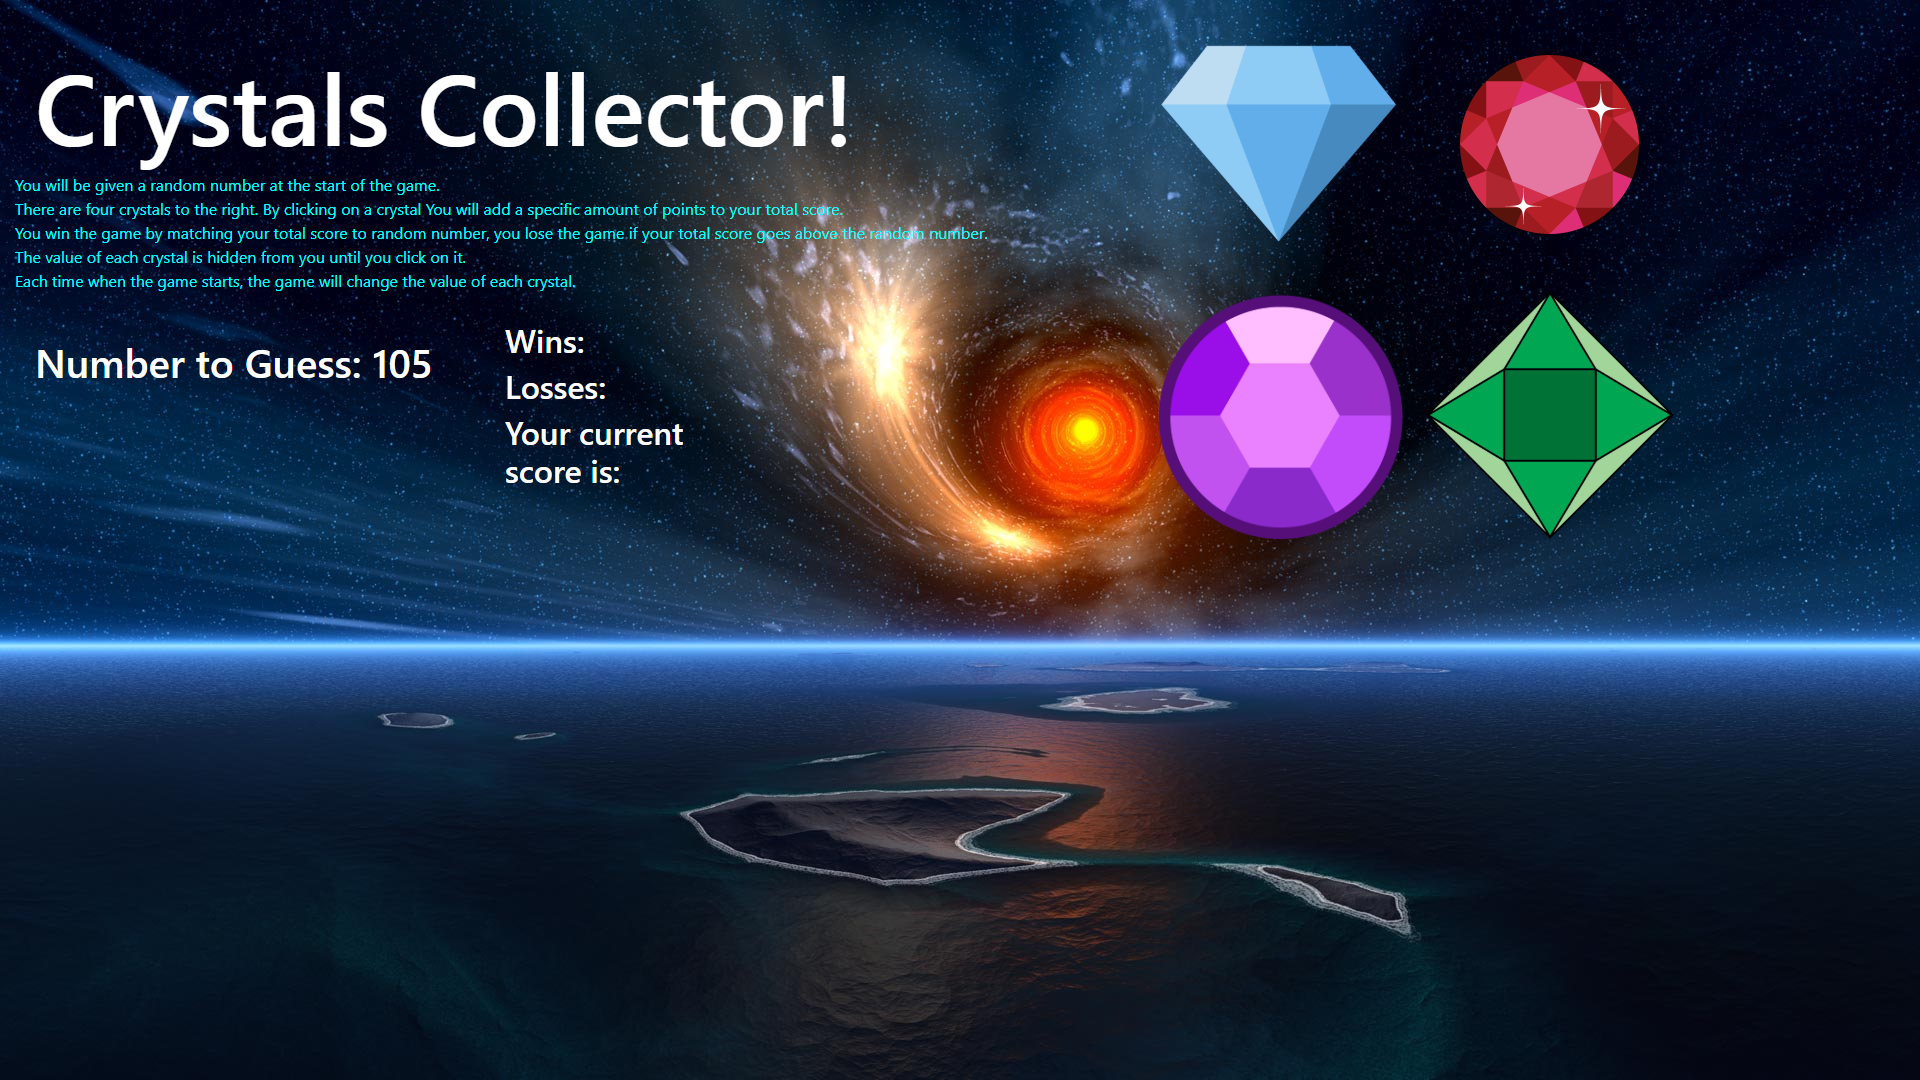 Crystals Collector!
You will be given a random number at the start of the game.
There are four crystals to the right. By clicking on a crystal You will add a specific amount of points to your total score.
You win the game by matching your total score to random number, you lose the game if your total score goes above the random number.
The value of each crystal is hidden from you until you click on it.
Each time when the game starts, the game will change the value of each crystal.
Number to Guess: 105
Wins:
Losses:
Your current
score is: